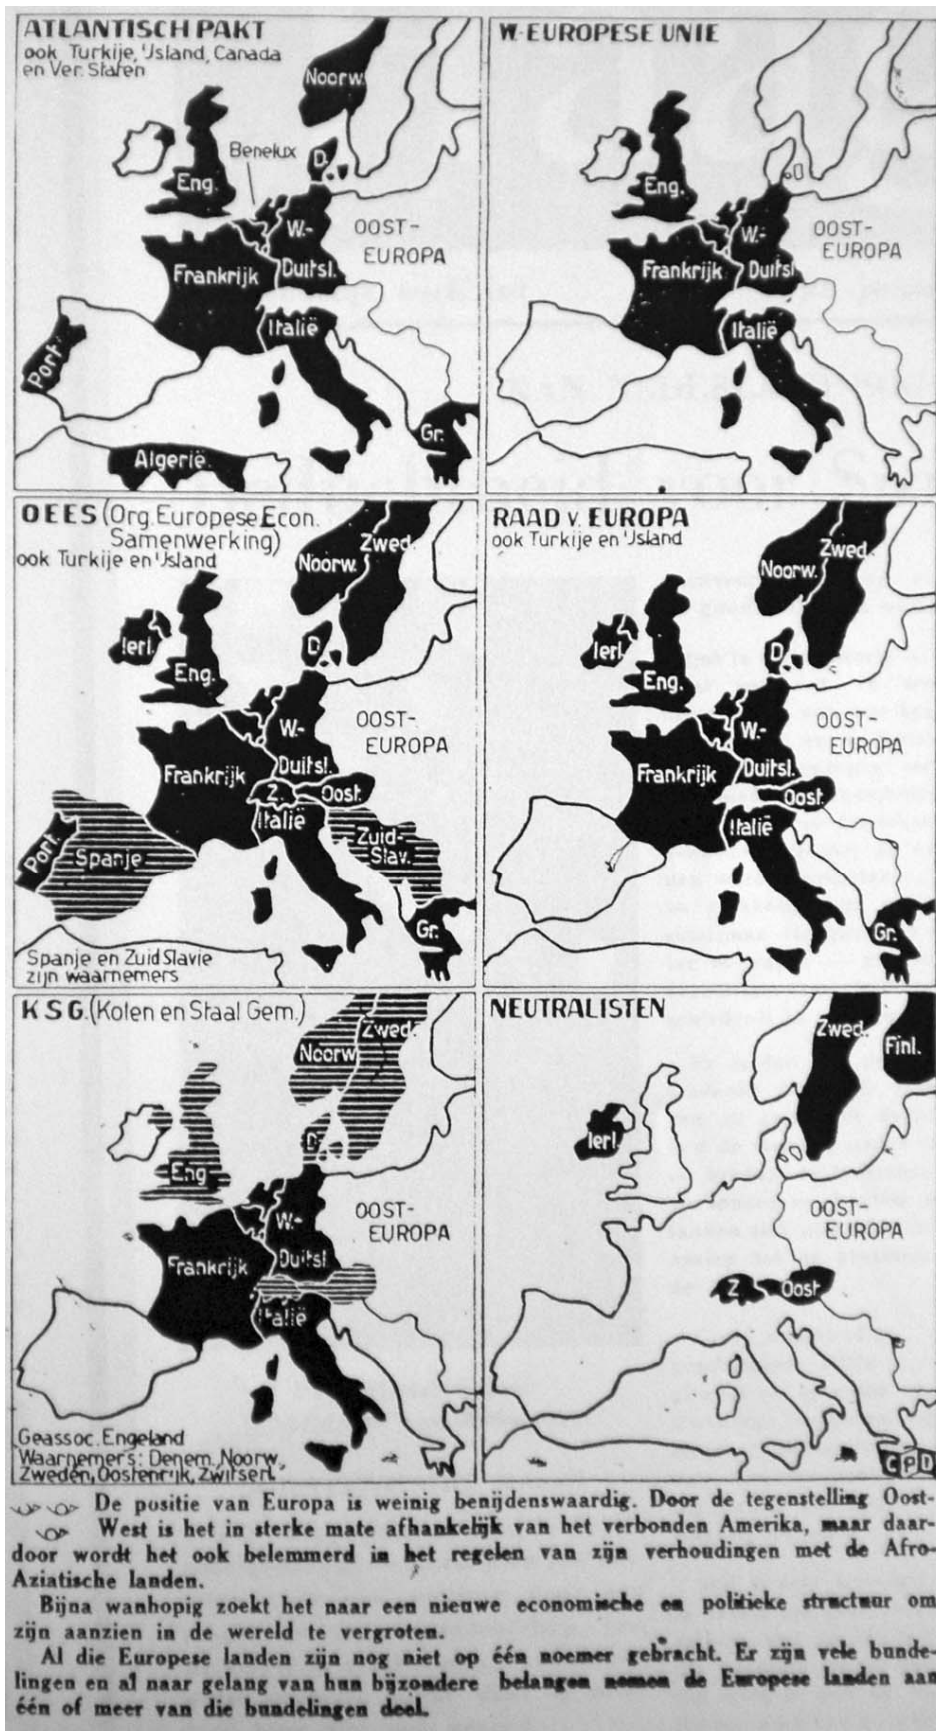 ATLANTISCH PAKT
ook Turkije, IJsland, Canada
en Ver. Staten
Noorw.
Benelux
D.
Eng.
W.-
Duitsl.
OOST-
EUROPA
Frankrijk
Italië
Port.
Gr.
Algerië.
W-EUROPESE UNIE
Eng.
W.-
Duitsl
OOST-
EUROPA
Frankrijk
Italië
OEES (Org. Europese Econ.
Samenwerking)
ook Turkije en IJsland
Zwed.
Noorw.
Ierl.
D.
Eng.
W.-
Duitsl.
OOST-
EUROPA
Frankrijk
Z.
Oost.
Italië
Zuid-
Slav.
Port.
Spanje
Gr.
Spanje en Zuid Slavie
zijn waarnemers
RAAD v. EUROPA
ook Turkije en IJsland
Zwed.
Noorw.
Ierl.
D.
Eng.
W.-
Duitsl.
OOST-
EUROPA
Frankrijk
Oost.
Italië
Gr.
KSG. (Kolen en Staal Gem.)
Zwed.
Noorw
D.
Eng
W.-
Duitsl.
OOST-
EUROPA
Frankrijk
Italië
Geassoc. Engeland
Waarnemers: Denem. Noorw.,
Zweden, Oostenrijk, Zwitserl.
NEUTRALISTEN
Zwed.
Finl.
Ierl.
OOST-
EUROPA
Z.
Oost
CPD
De positie van Europa is weinig benijdenswaardig. Door de tegenstelling Oost-
West is het in sterke mate afhankelijk van het verbonden Amerika, maar daar-
door wordt het ook belemmerd in het regelen van zijn verhoudingen met de Afro-
Aziatische landen.
Bijna wanhopig zoekt het naar een nieuwe economische en politieke structuur om
zijn aanzien in de wereld te vergroten.
Al die Europese landen zijn nog niet op één noemer gebracht. Er zijn vele bunde-
lingen en al naar gelang van hun bijzondere belangen nemen de Europese landen aan
één of meer van die bundelingen deel.